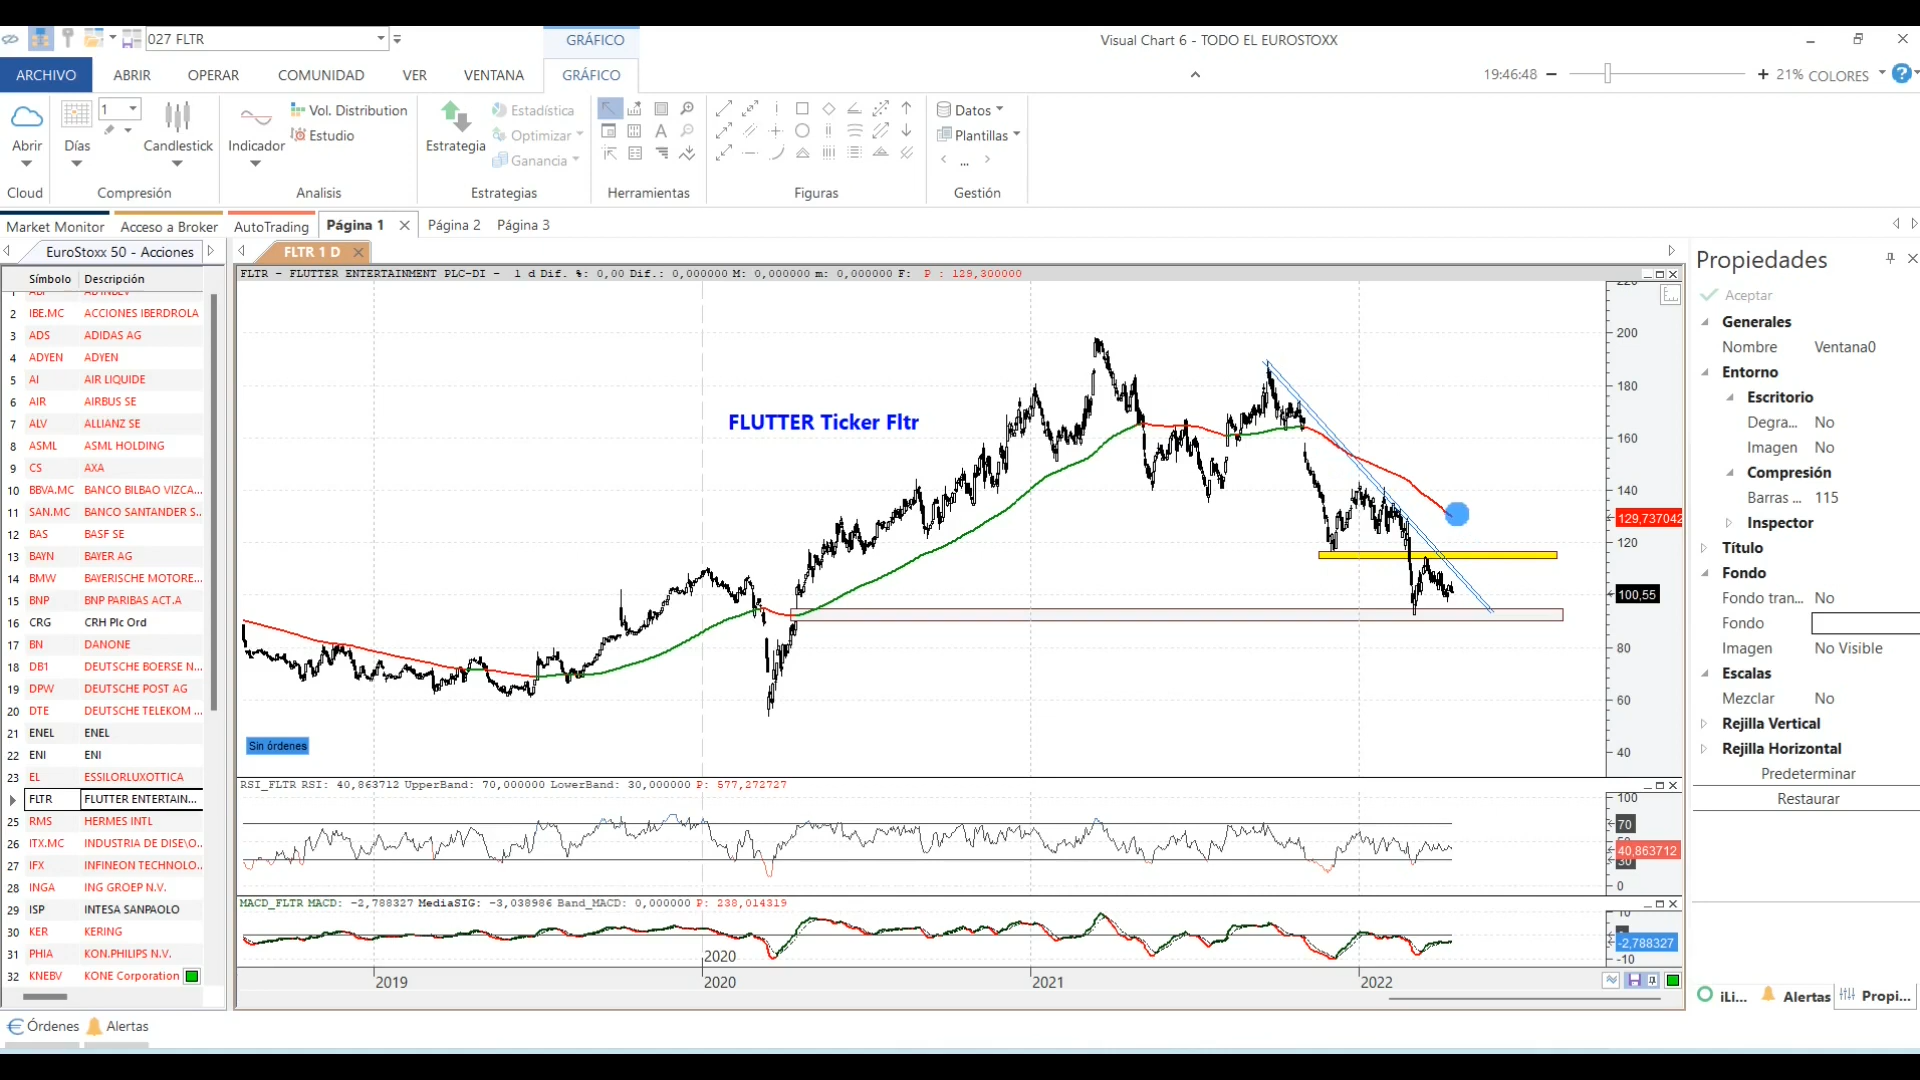 027 FLTR
GRÁFICO
Visual Chart 6 - TODO EL EUROSTOXX
ARCHIVO ABRIR OPERAR COMUNIDAD VER VENTANA GRÁFICO
19:46:48 21% COLORES ?
Abrir
Cloud
1
Días
Candlestick
Compresión
Indicador
Vol. Distribution
Estudio
Analisis
Estrategia
Estadística
Optimizar
Ganancia
Estrategias
A
Herramientas
Figuras
Datos
Plantillas
...
Gestión
Market Monitor Acceso a Broker AutoTrading Página 1 Página 2 Página 3
EuroStoxx 50 - Acciones
FLTR 1 D
Símbolo Descripción
2 IBE.MC ACCIONES IBERDROLA
3 ADS ADIDAS AG
4 ADYEN ADYEN
5 AI AIR LIQUIDE
6 AIR AIRBUS SE
7 ALV ALLIANZ SE
8 ASML ASML HOLDING
9 CS AXA
10 BBVA.MC BANCO BILBAO VIZCA...
11 SAN.MC BANCO SANTANDER S...
12 BAS BASF SE
13 BAYN BAYER AG
14 BMW BAYERISCHE MOTORE...
15 BNP BNP PARIBAS ACT.A
16 CRG CRH Plc Ord
17 BN DANONE
18 DB1 DEUTSCHE BOERSE N...
19 DPW DEUTSCHE POST AG
20 DTE DEUTSCHE TELEKOM ...
21 ENEL ENEL
22 ENI ENI
23 EL ESSILORLUXOTTICA
FLTR FLUTTER ENTERTAIN...
25 RMS HERMES INTL
26 ITX.MC INDUSTRIA DE DISE\O...
27 IFX INFINEON TECHNOLO...
28 INGA ING GROEP N.V.
29 ISP INTESA SANPAOLO
30 KER KERING
31 PHIA KON.PHILIPS N.V.
32 KNEBV KONE Corporation
Órdenes Alertas
FLTR - FLUTTER ENTERTAINMENT PLC-DI - 1 d Dif. %: 0,00 Dif.: 0,000000 M: 0,000000 m: 0,000000 F: P : 129,300000
FLUTTER Ticker Fltr
Sin órdenes
220
200
180
160
140
129,737042
120
100,55
80
60
40
RSI_FLTR RSI: 40,863712 UpperBand: 70,000000 LowerBand: 30,000000 P: 577,272727
100
70
40,863712
30
0
MACD_FLTR MACD: -2,788327 MediaSIG: -3,038986 Band_MACD: 0,000000 P: 238,014319
10
-2,788327
-10
2020
2019 2020 2021 2022
Propiedades
Aceptar
Generales
Nombre Ventana0
Entorno
Escritorio
Degra... No
Imagen No
Compresión
Barras ... 115
Inspector
Título
Fondo
Fondo tran... No
Fondo
Imagen No Visible
Escalas
Mezclar No
Rejilla Vertical
Rejilla Horizontal
Predeterminar
Restaurar
iLi... Alertas Propi...